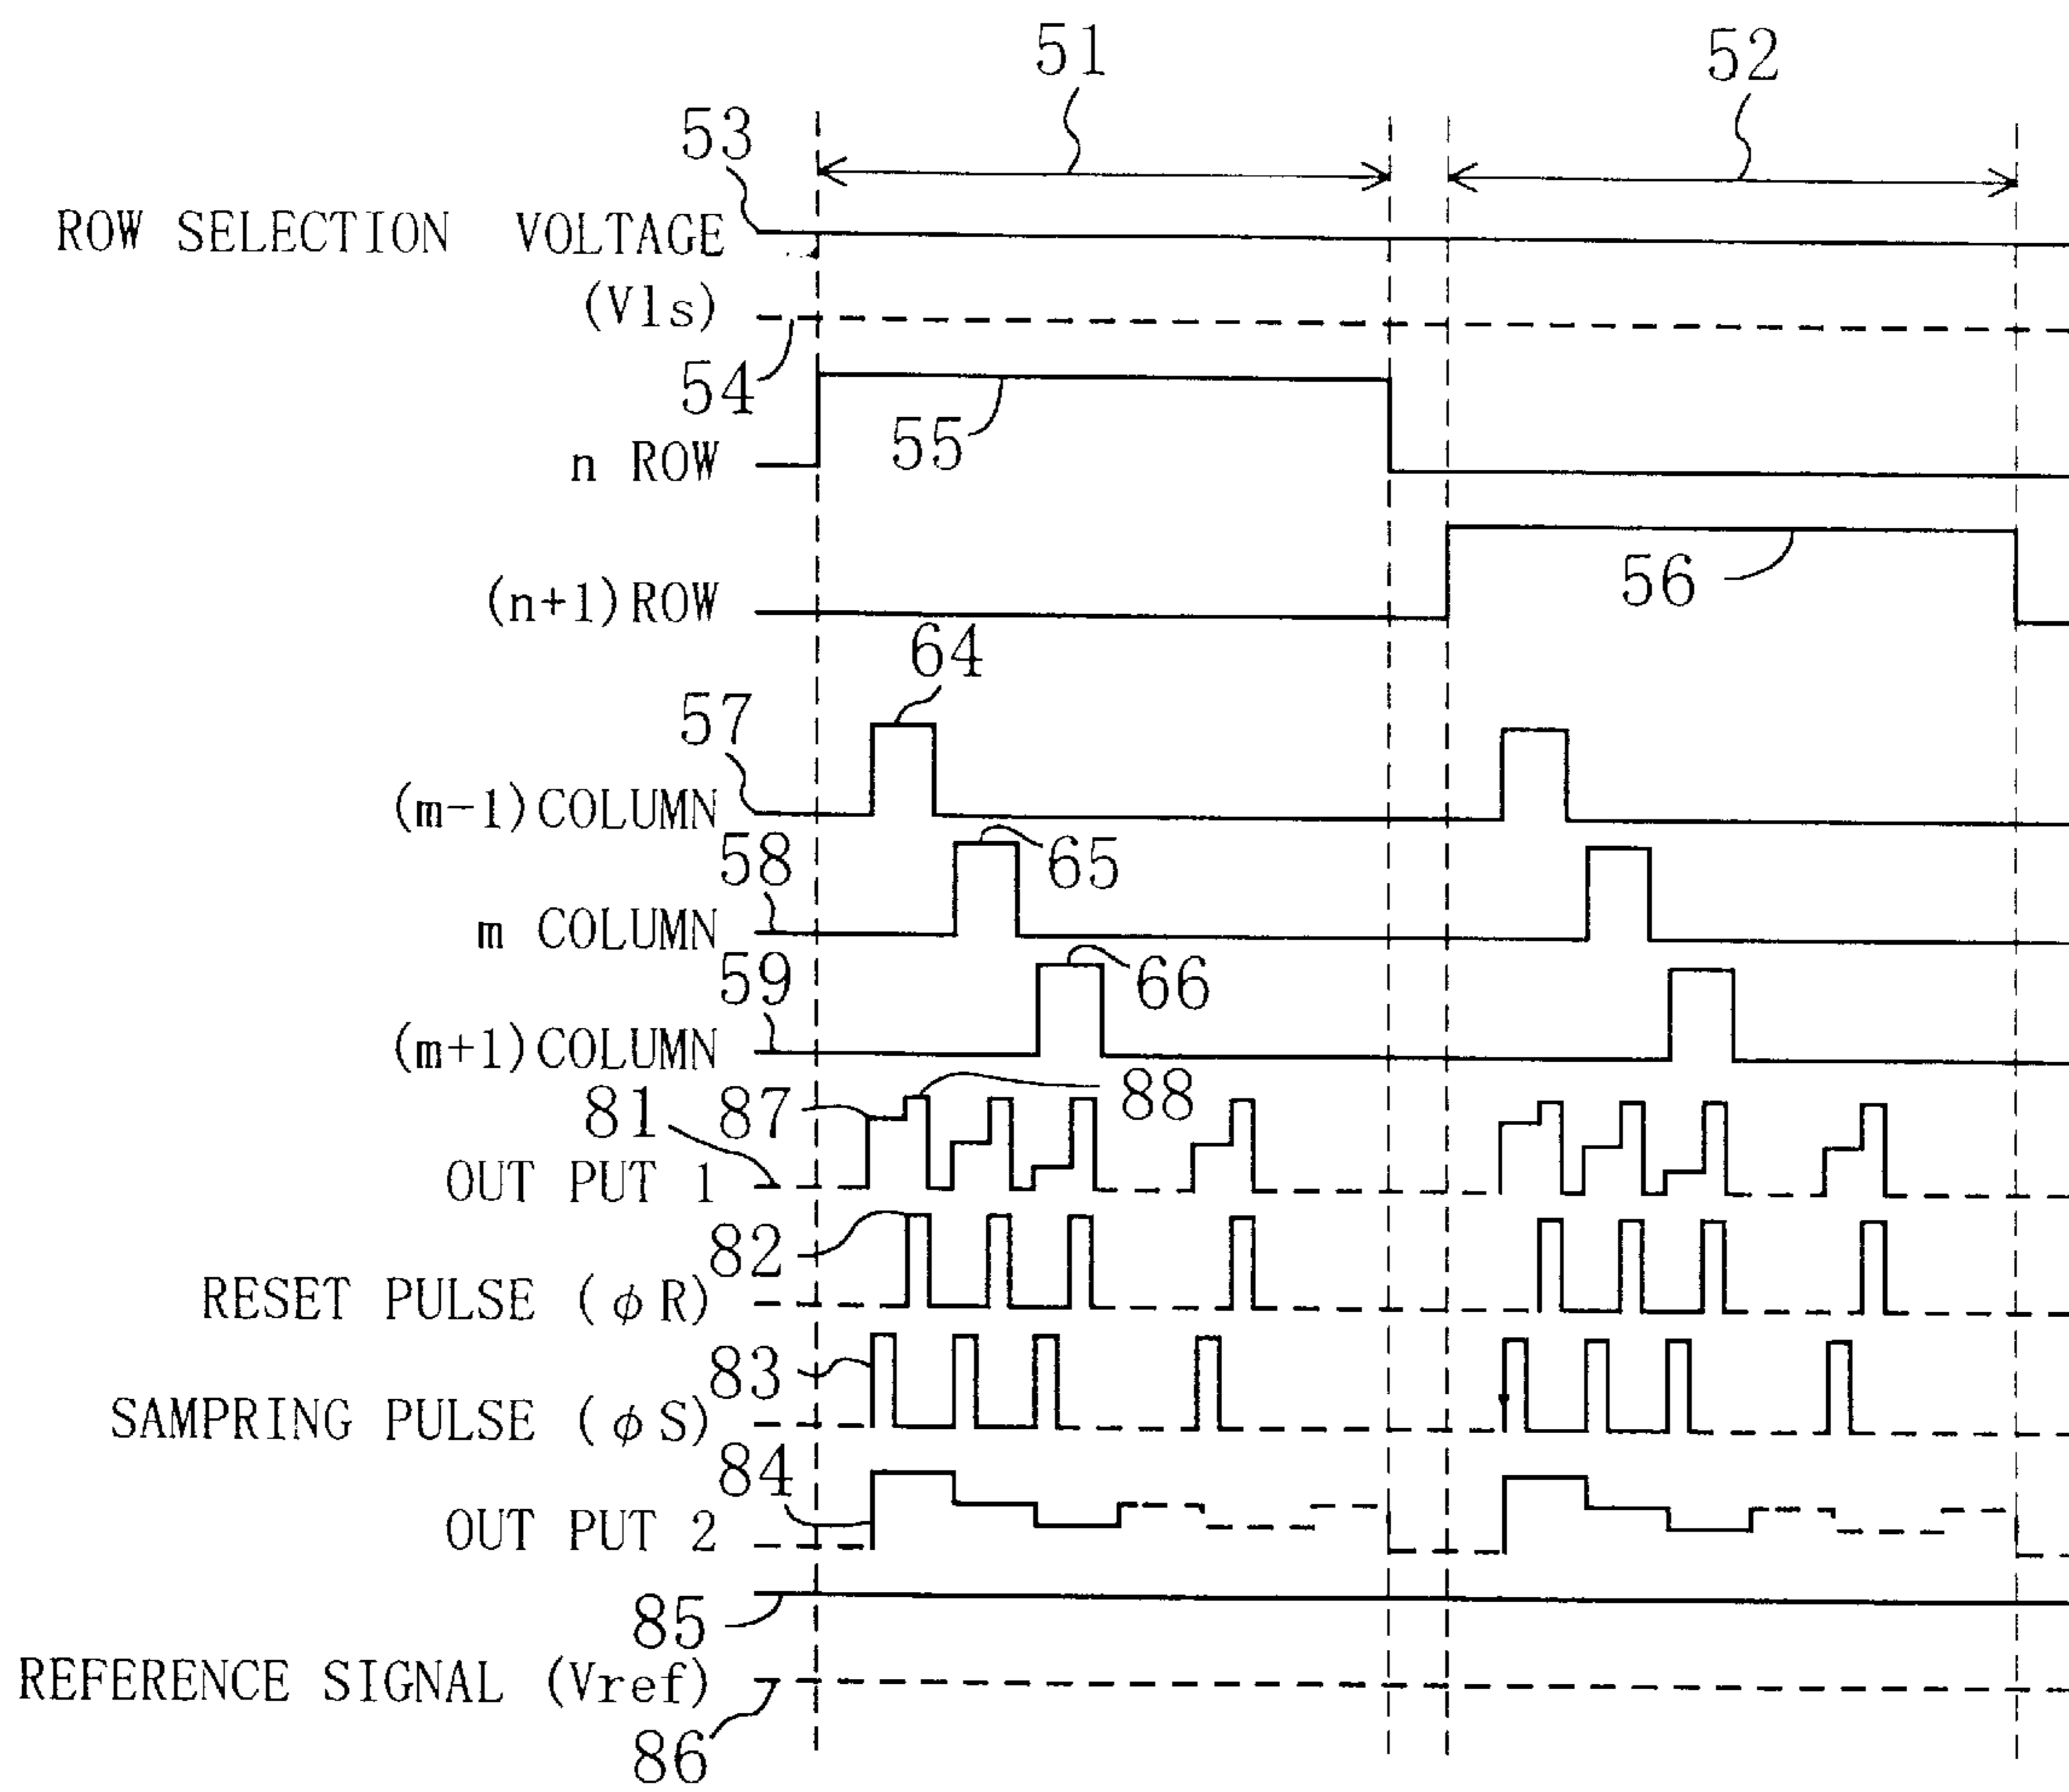 51
52
53
ROW SELECTION VOLTAGE
(Vls)
54
55
n ROW
56
(n+1)ROW
64
57
(m-1)COLUMN
65
58
m COLUMN
66
59
(m+1)COLUMN
81
87
88
OUT PUT 1
82
RESET PULSE (φR)
83
SAMPRING PULSE (φS)
84
OUT PUT 2
85
REFERENCE SIGNAL (Vref)
86